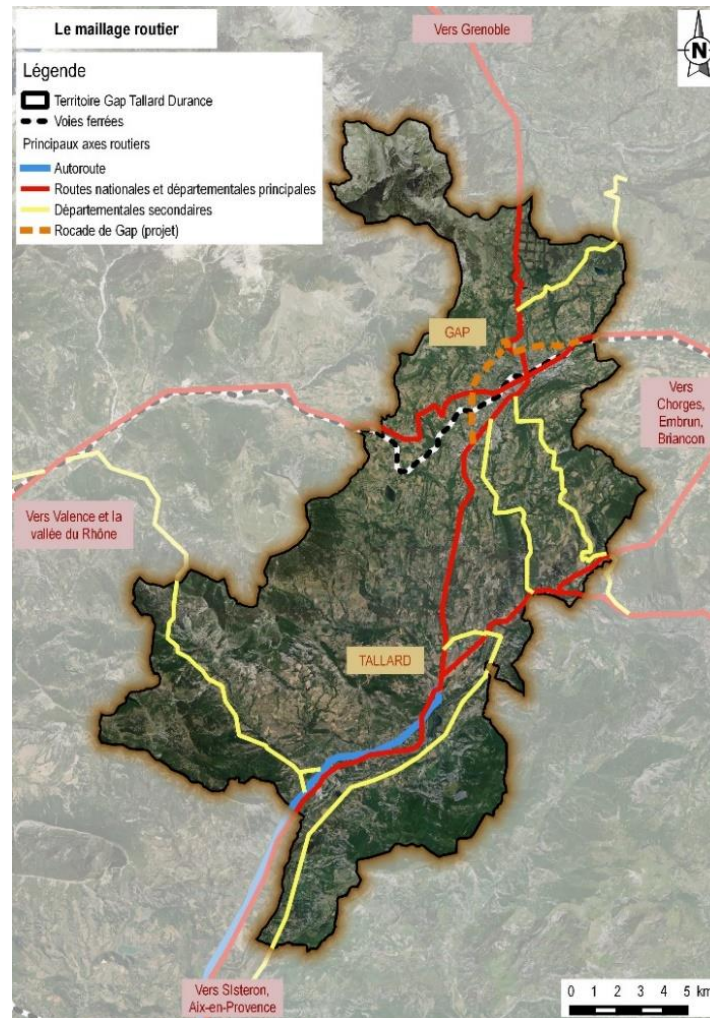 Le maillage routier
Légende
Territoire Gap Tallard Durance
Voies ferrées
Principaux axes routiers
Autoroute
Routes nationales et départementales principales
Départementales secondaires
Rocade de Gap (projet)
Vers Grenoble
N
GAP
Vers
Chorges,
Embrun,
Briancon
Vers Valence et la
vallée du Rhône
TALLARD
Vers Sisteron,
Aix-en-Provence
0 1 2 3 4 5 km